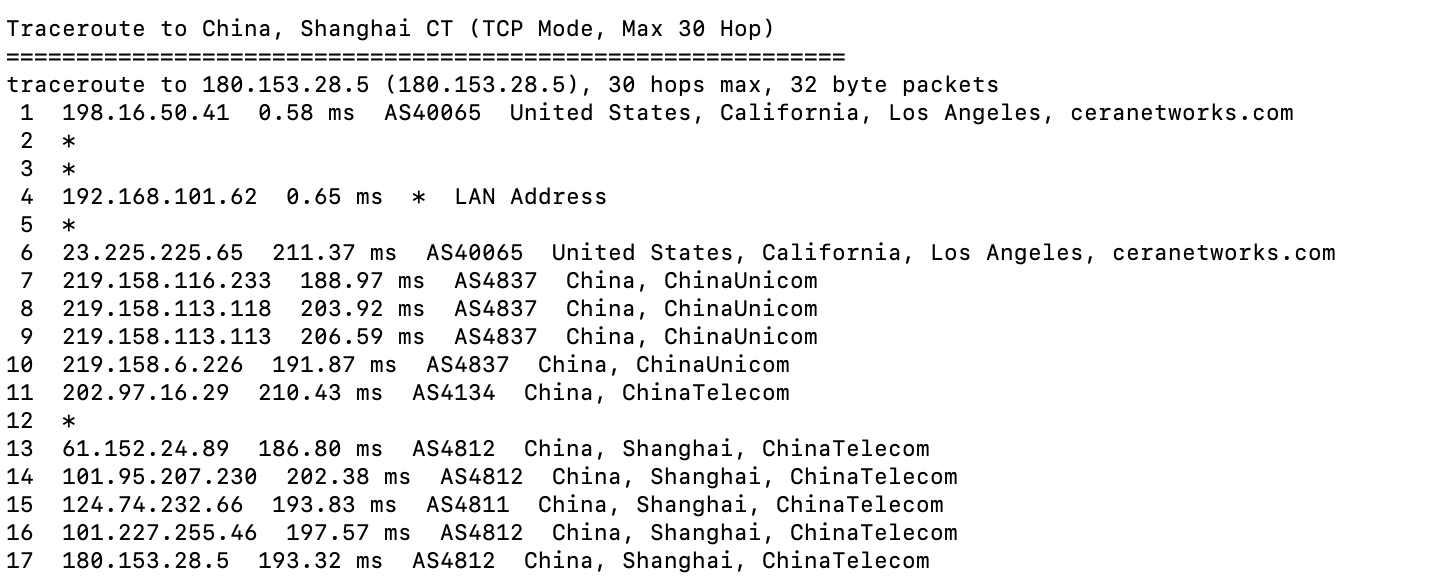 Traceroute to China, Shanghai CT (TCP Mode, Max 30 Hop)
============================================================
traceroute to 180.153.28.5 (180.153.28.5), 30 hops max, 32 byte packets
 1  198.16.50.41  0.58 ms  AS40065  United States, California, Los Angeles, ceranetworks.com
 2  *
 3  *
 4  192.168.101.62  0.65 ms  *  LAN Address
 5  *
 6  23.225.225.65  211.37 ms  AS40065  United States, California, Los Angeles, ceranetworks.com
 7  219.158.116.233  188.97 ms  AS4837  China, ChinaUnicom
 8  219.158.113.118  203.92 ms  AS4837  China, ChinaUnicom
 9  219.158.113.113  206.59 ms  AS4837  China, ChinaUnicom
10  219.158.6.226  191.87 ms  AS4837  China, ChinaUnicom
11  202.97.16.29  210.43 ms  AS4134  China, ChinaTelecom
12  *
13  61.152.24.89  186.80 ms  AS4812  China, Shanghai, ChinaTelecom
14  101.95.207.230  202.38 ms  AS4812  China, Shanghai, ChinaTelecom
15  124.74.232.66  193.83 ms  AS4811  China, Shanghai, ChinaTelecom
16  101.227.255.46  197.57 ms  AS4812  China, Shanghai, ChinaTelecom
17  180.153.28.5  193.32 ms  AS4812  China, Shanghai, ChinaTelecom